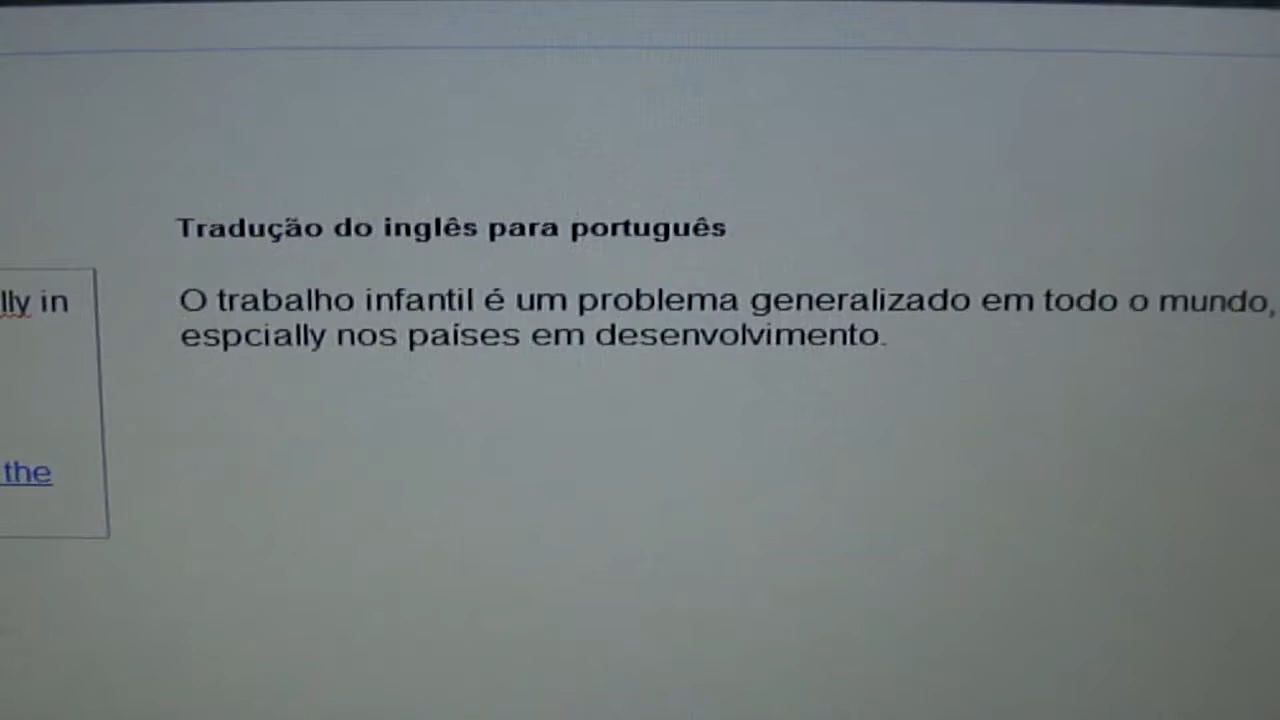 Tradução do inglês para português
lly in
O trabalho infantil é um problema generalizado em todo o mundo,
espcially nos países em desenvolvimento.
the